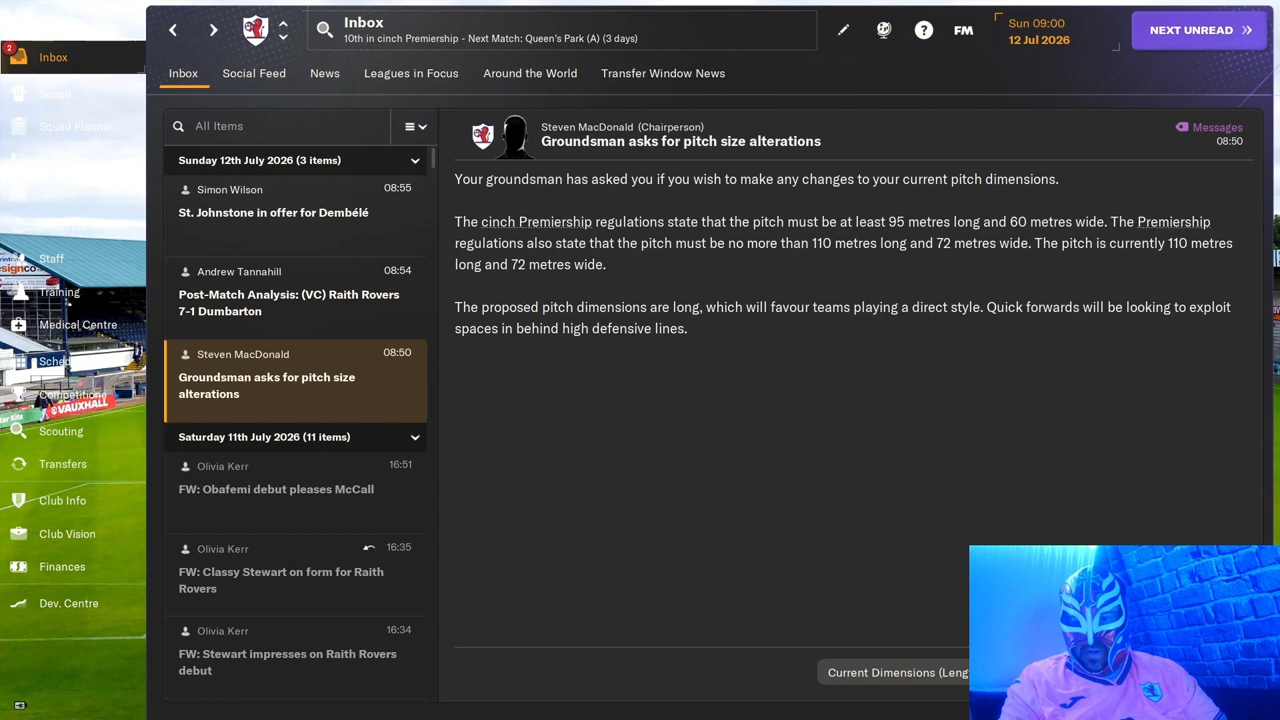 Inbox
10th in cinch Premiership - Next Match: Queen's Park (A) (3 days)
FM
Sun 09:00
12 Jul 2026
NEXT UNREAD
2
Inbox
Squad
Squad Planner
Staff
Training
Medical Centre
Sched
Competitions
VAUXHALL
Scouting
Transfers
Club Info
Club Vision
Finances
Dev. Centre
Inbox
Social Feed
News
Leagues in Focus
Around the World
Transfer Window News
All Items
Sunday 12th July 2026 (3 items)
Simon Wilson
08:55
St. Johnstone in offer for Dembélé
Andrew Tannahill
08:54
Post-Match Analysis: (VC) Raith Rovers
7-1 Dumbarton
Steven MacDonald
08:50
Groundsman asks for pitch size
alterations
Saturday 11th July 2026 (11 items)
Olivia Kerr
16:51
FW: Obafemi debut pleases McCall
Olivia Kerr
16:35
FW: Classy Stewart on form for Raith
Rovers
Olivia Kerr
16:34
FW: Stewart impresses on Raith Rovers
debut
Steven MacDonald (Chairperson)
Groundsman asks for pitch size alterations
Messages
08:50
Your groundsman has asked you if you wish to make any changes to your current pitch dimensions.
The cinch Premiership regulations state that the pitch must be at least 95 metres long and 60 metres wide. The Premiership
regulations also state that the pitch must be no more than 110 metres long and 72 metres wide. The pitch is currently 110 metres
long and 72 metres wide.
The proposed pitch dimensions are long, which will favour teams playing a direct style. Quick forwards will be looking to exploit
spaces in behind high defensive lines.
Current Dimensions (Leng